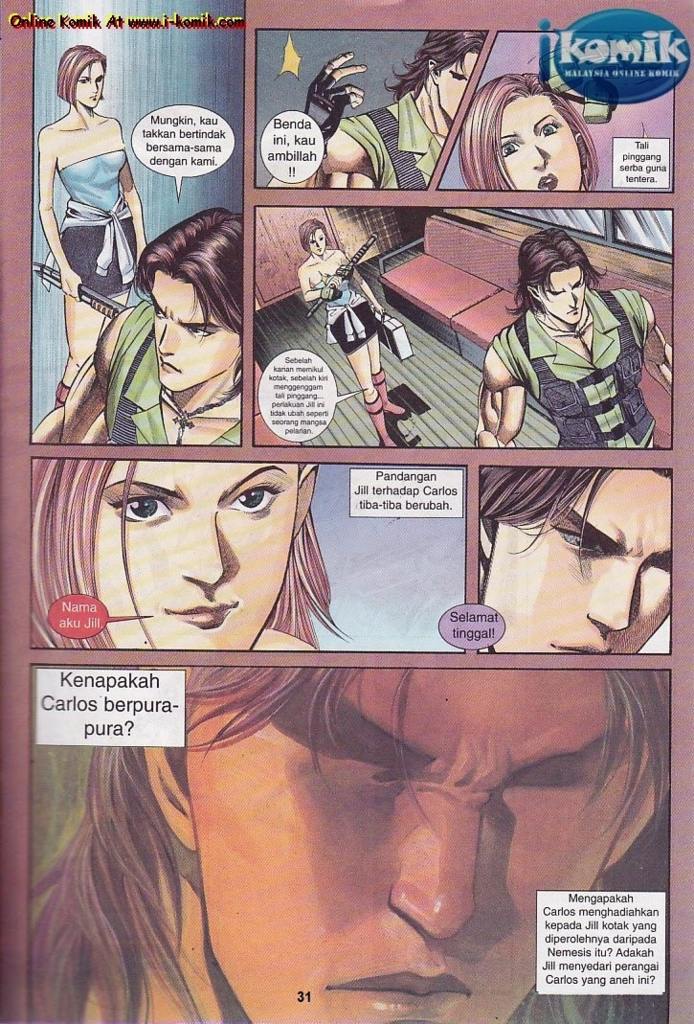 Online Komik At www.i-komik.com
ikomik
MALAYSIA ONLINE KOMIK
Mungkin, kau
takkan bertindak
bersama-sama
dengan kami.
Benda
ini, kau
ambillah
!!
Tali
pinggang
serba guna
tentera.
Sebelah
kanan memikul
kotak, sebelah kiri
menggenggam
tali pinggang...
perlakuan Jill ini
tidak ubah seperti
seorang mangsa
pelarian.
Pandangan
Jill terhadap Carlos
tiba-tiba berubah.
Nama
aku Jill.
Selamat
tinggal!
Kenapakah
Carlos berpura-
pura?
Mengapakah
Carlos menghadiahkan
kepada Jill kotak yang
diperolehnya daripada
Nemesis itu? Adakah
Jill menyedari perangai
Carlos yang aneh ini?
31